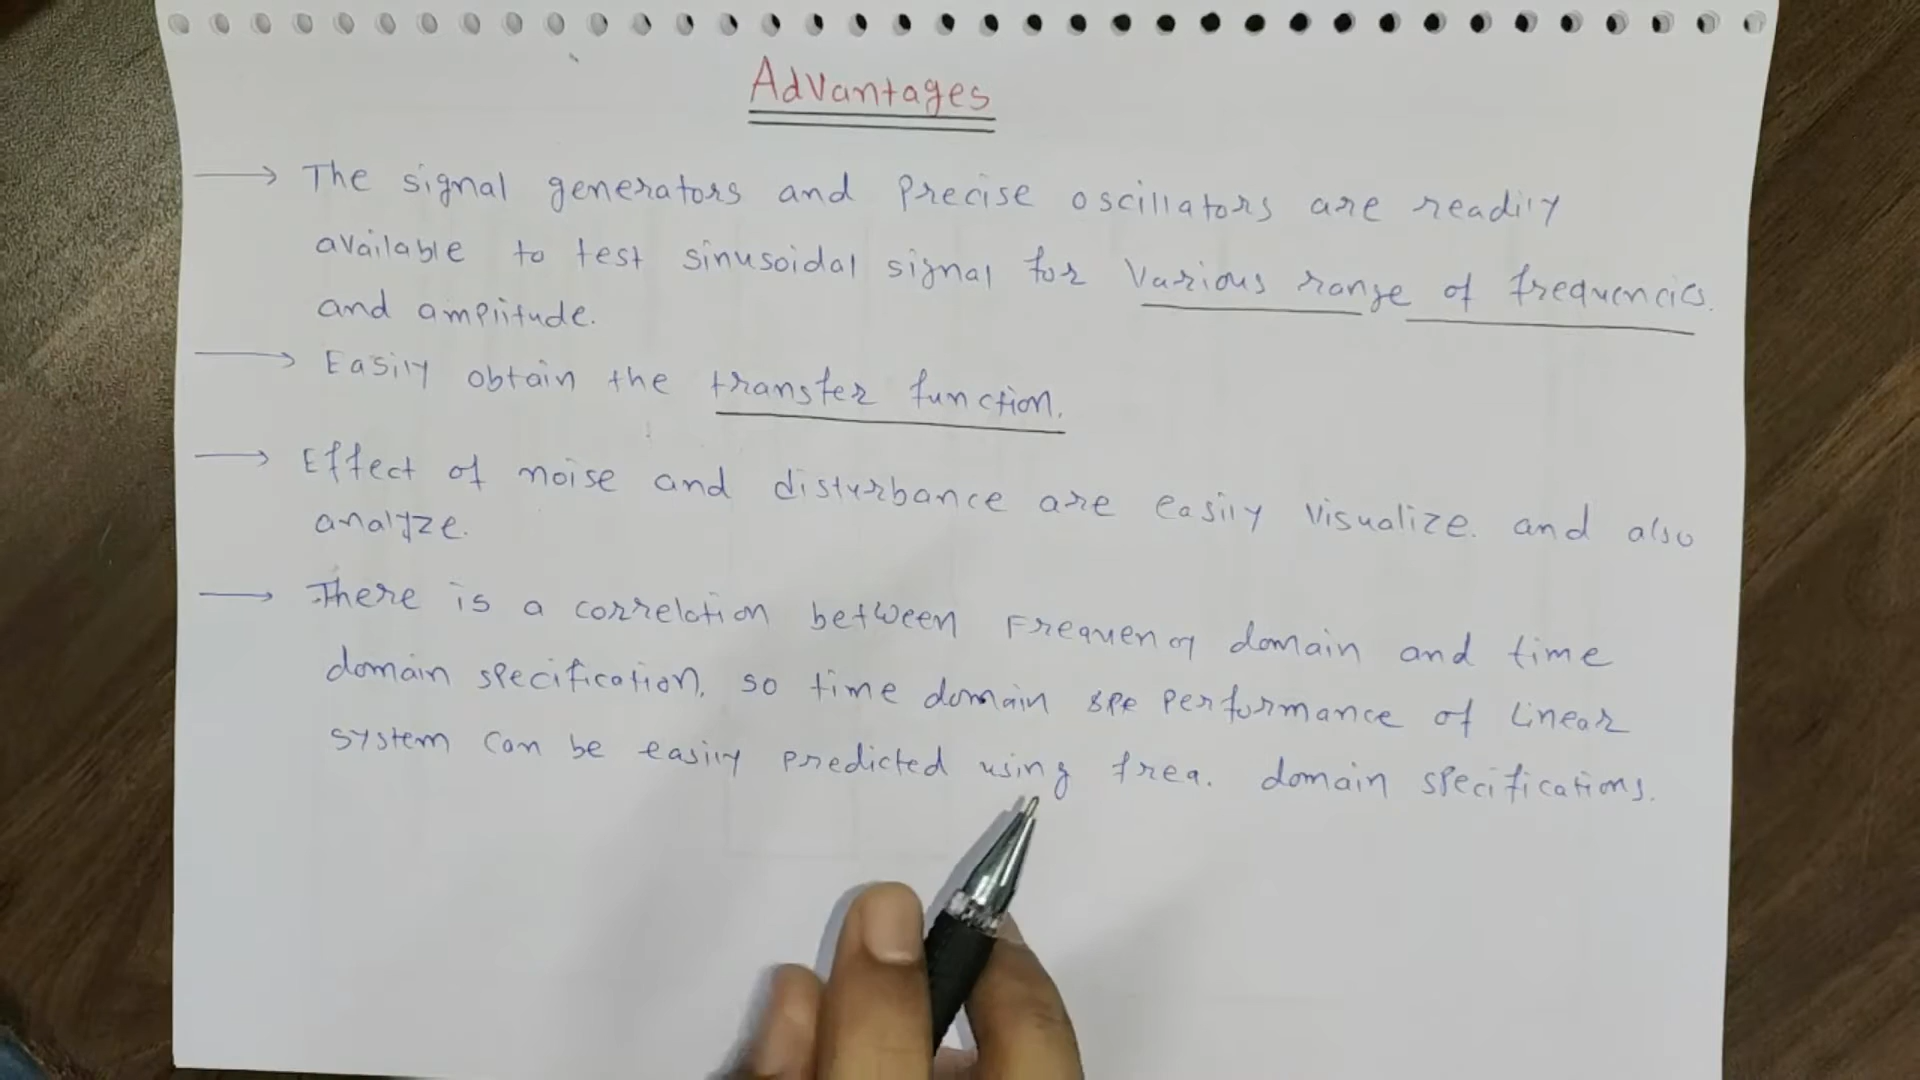 Advantages
→ The signal generators and Precise oscillators are readily
available to test sinusoidal signal for Various range of frequencies.
and amplitude.
→ Easily obtain the transfer function.
→ Effect of noise and disturbance are easily visualize. and also
analyze.
→ There is a correlation between Frequency domain and time
domain specification. so time domain spe Performance of Linear
system can be easily predicted using freq. domain specifications.